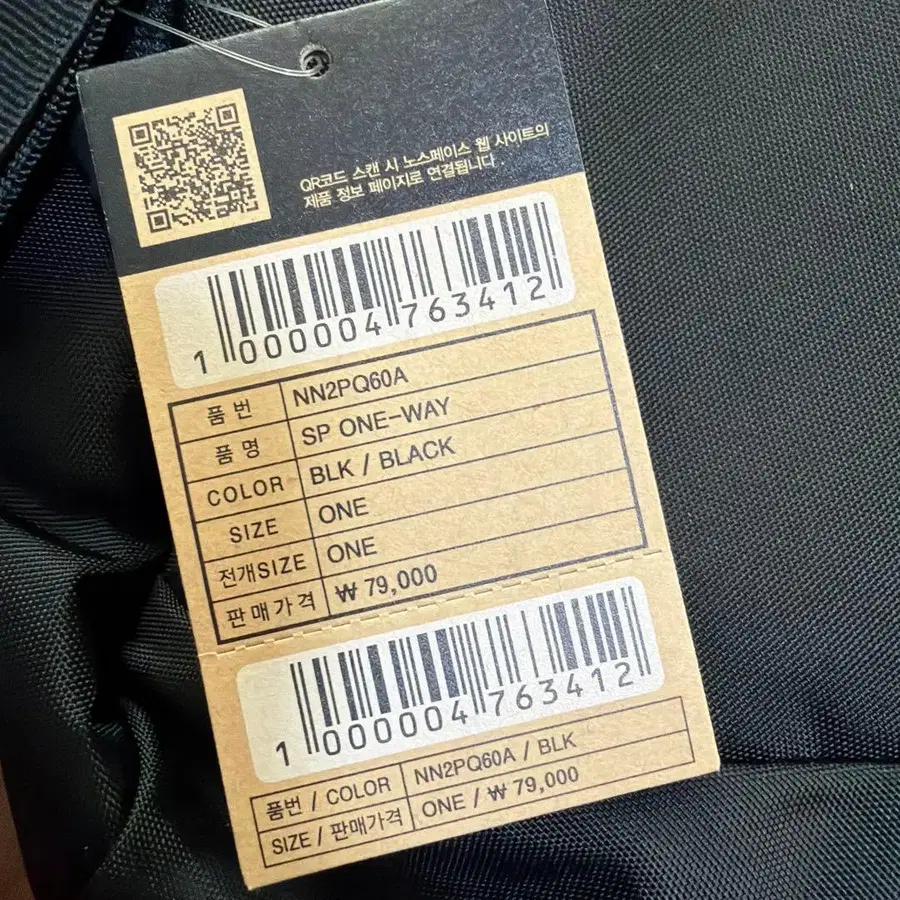 QR코드 스캔 시 노스페이스 웹 사이트의
제품 정보 페이지로 연결됩니다.
1 000004 763412
품번 NN2PQ60A
품명 SP ONE-WAY
COLOR BLK / BLACK
SIZE ONE
전개SIZE ONE
판매가격 ₩ 79,000
1 000004 763412
품번 / COLOR NN2PQ60A / BLK
SIZE / 판매가격 ONE / ₩ 79,000